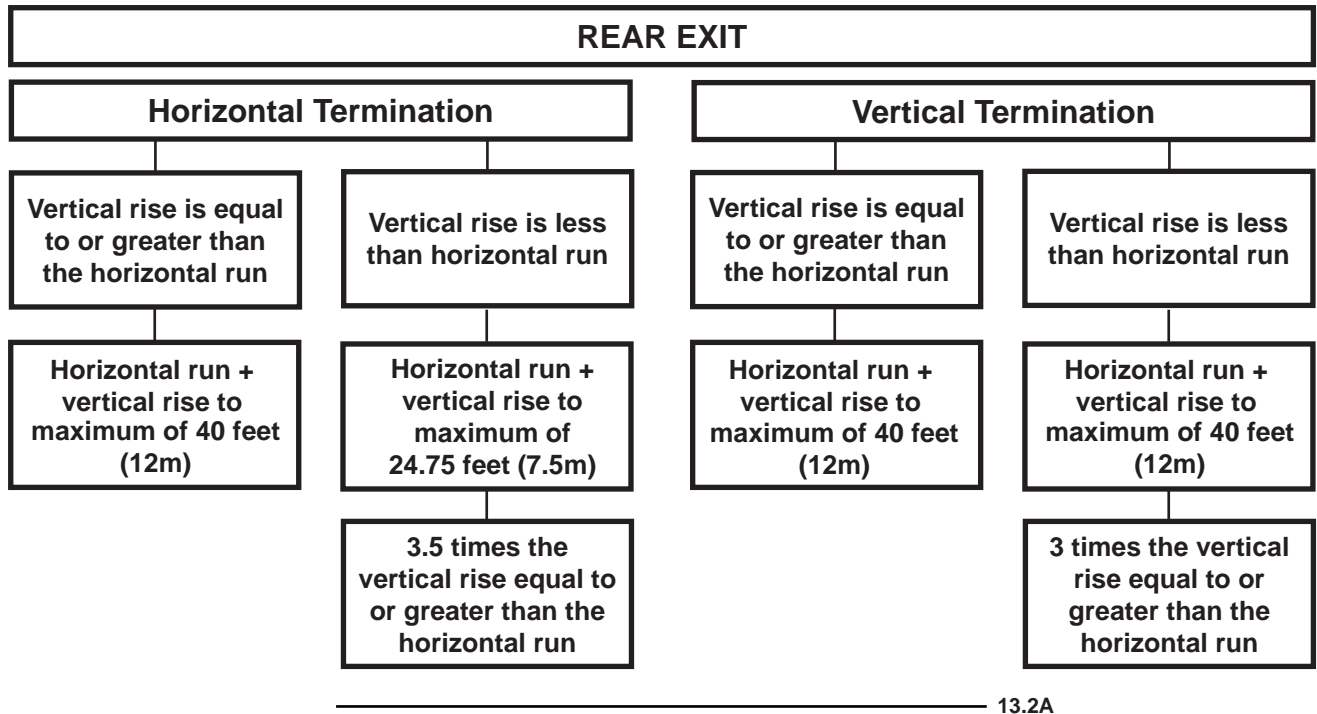 REAR EXIT
Horizontal Termination
Vertical rise is equal
to or greater than
the horizontal run
Horizontal run +
vertical rise to
maximum of 40 feet
(12m)
Vertical rise is less
than horizontal run
Horizontal run +
vertical rise to
maximum of
24.75 feet (7.5m)
3.5 times the
vertical rise equal to
or greater than the
horizontal run
Vertical Termination
Vertical rise is equal
to or greater than
the horizontal run
Horizontal run +
vertical rise to
maximum of 40 feet
(12m)
Vertical rise is less
than horizontal run
Horizontal run +
vertical rise to
maximum of 40 feet
(12m)
3 times the vertical
rise equal to or
greater than the
horizontal run
13.2A